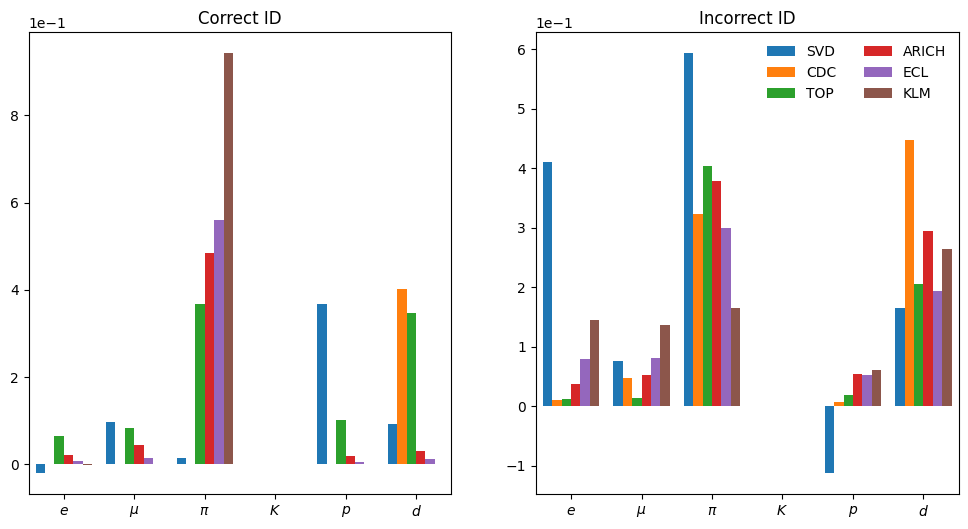 Correct ID
1e−1
8
6
4
2
0
e μ π K p d
Incorrect ID
1e−1
6
5
4
3
2
1
0
−1
e μ π K p d
SVD ARICH
CDC ECL
TOP KLM